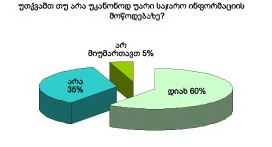 უთქვამთ თუ არა უკანონოდ უარი საჯარო ინფორმაციის
მოწოდებაზე?
არ
მიუმართავთ 5%
არა
35%
დიახ 60%